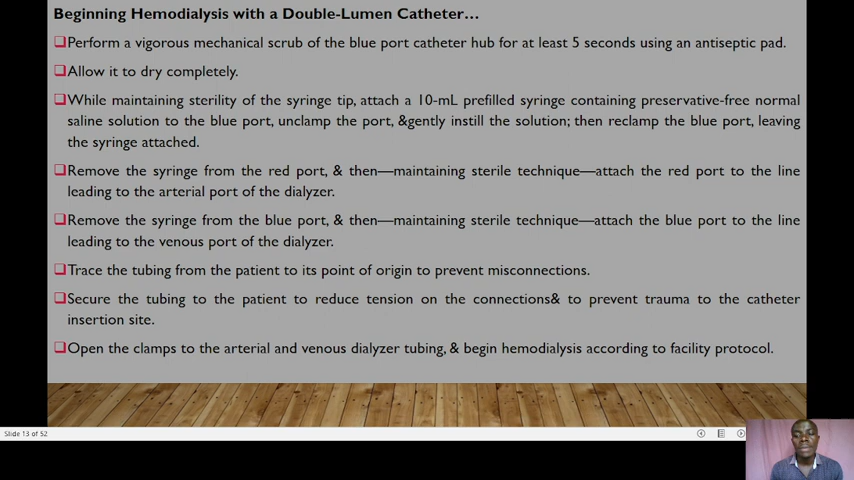 Beginning Hemodialysis with a Double-Lumen Catheter…
❑Perform a vigorous mechanical scrub of the blue port catheter hub for at least 5 seconds using an antiseptic pad.
❑Allow it to dry completely.
❑While maintaining sterility of the syringe tip, attach a 10-mL prefilled syringe containing preservative-free normal
saline solution to the blue port, unclamp the port, &gently instill the solution; then reclamp the blue port, leaving
the syringe attached.
❑Remove the syringe from the red port, & then—maintaining sterile technique—attach the red port to the line
leading to the arterial port of the dialyzer.
❑Remove the syringe from the blue port, & then—maintaining sterile technique—attach the blue port to the line
leading to the venous port of the dialyzer.
❑Trace the tubing from the patient to its point of origin to prevent misconnections.
❑Secure the tubing to the patient to reduce tension on the connections& to prevent trauma to the catheter
insertion site.
❑Open the clamps to the arterial and venous dialyzer tubing, & begin hemodialysis according to facility protocol.
Slide 13 of 52